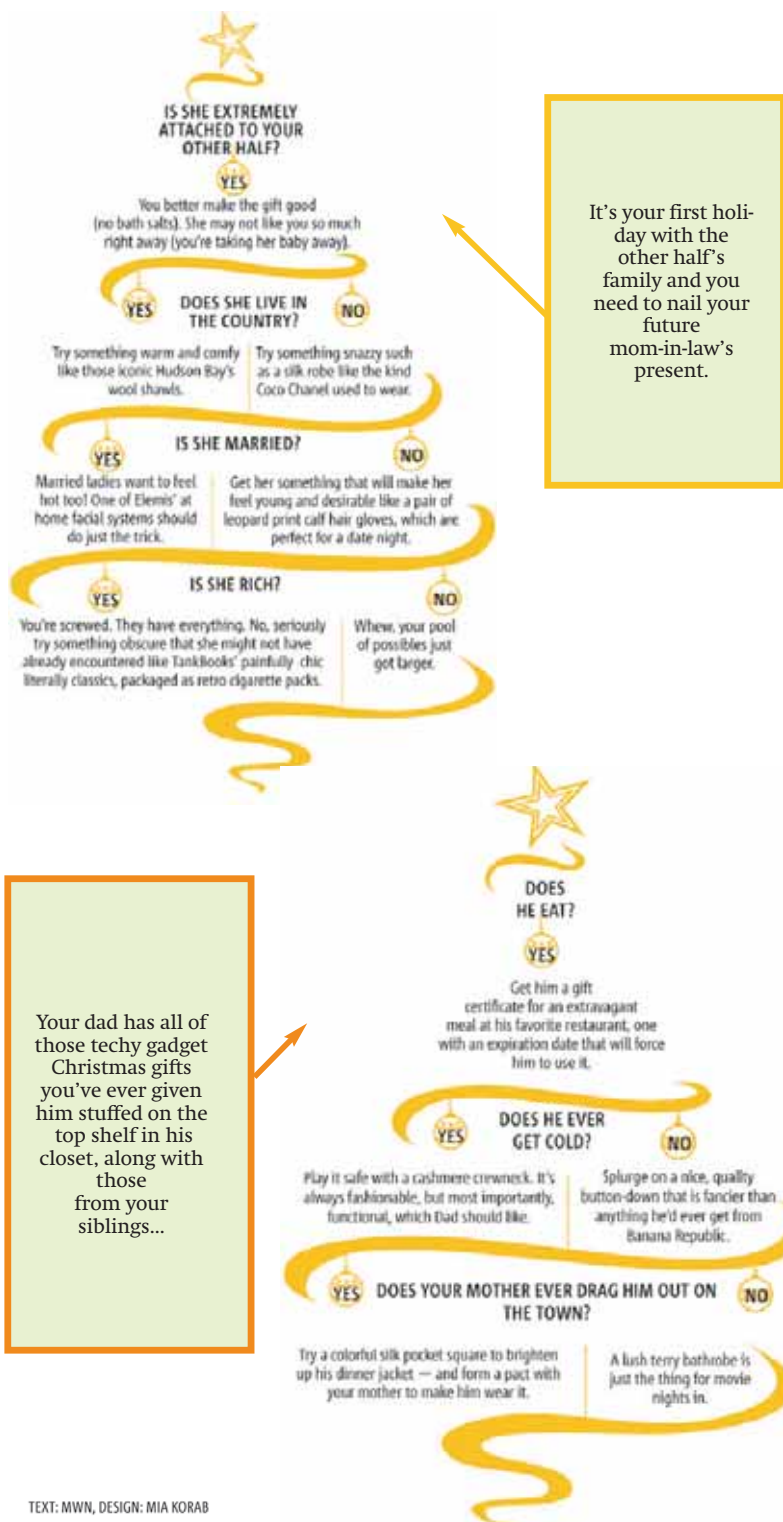 IS SHE EXTREMELY
ATTACHED TO YOUR
OTHER HALF?
YES
You better make the gift good
(no bath salts). She may not like you so much
right away (you're taking her baby away).
It's your first holi-
day with the
other half's
family and you
need to nail your
future
mom-in-law's
present.
YES
DOES SHE LIVE IN
THE COUNTRY?
NO
Try something warm and comfy
like those iconic Hudson Bay's
wool shawls.
Try something snazzy such
as a silk robe like the kind
Coco Chanel used to wear.
YES
IS SHE MARRIED?
NO
Married ladies want to feel
hot too! One of Elemis' at
home facial systems should
do just the trick.
Get her something that will make her
feel young and desirable like a pair of
leopard print calf hair gloves, which are
perfect for a date night.
YES
IS SHE RICH?
NO
You're screwed. They have everything. No, seriously
try something obscure that she might not have
already encountered like TankBooks' painfully chic
literally classics, packaged as retro cigarette packs.
Whew, your pool
of possibles just
got larger.
DOES
HE EAT?
YES
Get him a gift
certificate for an extravagant
meal at his favorite restaurant, one
with an expiration date that will force
him to use it.
Your dad has all of
those techy gadget
Christmas gifts
you've ever given
him stuffed on the
top shelf in his
closet, along with
those
from your
siblings...
YES
DOES HE EVER
GET COLD?
NO
Play it safe with a cashmere crewneck. It's
always fashionable, but most importantly,
functional, which Dad should like.
Splurge on a nice, quality
button-down that is fancier than
anything he'd ever get from
Banana Republic.
YES
DOES YOUR MOTHER EVER DRAG HIM OUT ON
THE TOWN?
NO
Try a colorful silk pocket square to brighten
up his dinner jacket — and form a pact with
your mother to make him wear it.
A lush terry bathrobe is
just the thing for movie
nights in.
TEXT: MWN, DESIGN: MIA KORAB